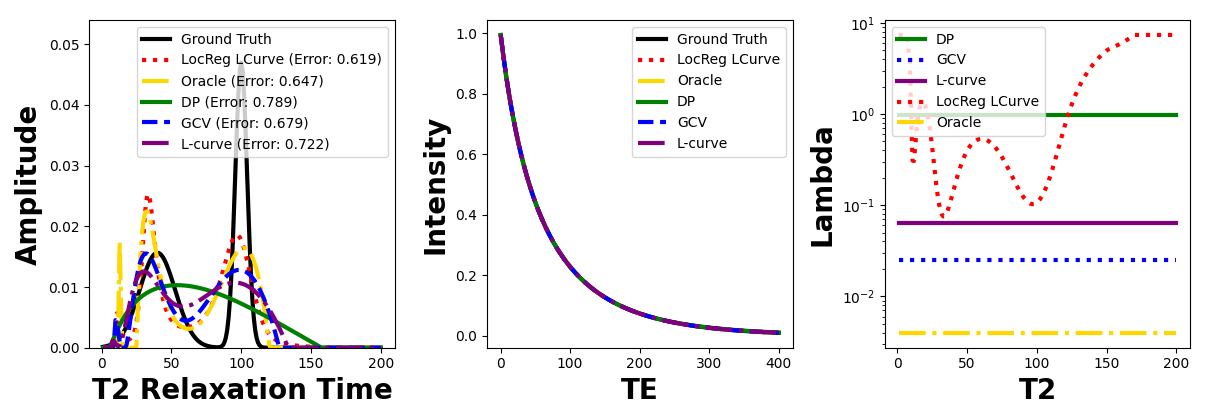 Amplitude
0.05
0.04
0.03
0.02
0.01
0.00
0
50
100
150
200
T2 Relaxation Time
Ground Truth
LocReg LCurve (Error: 0.619)
Oracle (Error: 0.647)
DP (Error: 0.789)
GCV (Error: 0.679)
L-curve (Error: 0.722)
Intensity
1.0
0.8
0.6
0.4
0.2
0.0
0
100
200
300
400
TE
Ground Truth
LocReg LCurve
Oracle
DP
GCV
L-curve
Lambda
10¹
10⁰
10⁻¹
10⁻²
0
50
100
150
200
T2
DP
GCV
L-curve
LocReg LCurve
Oracle